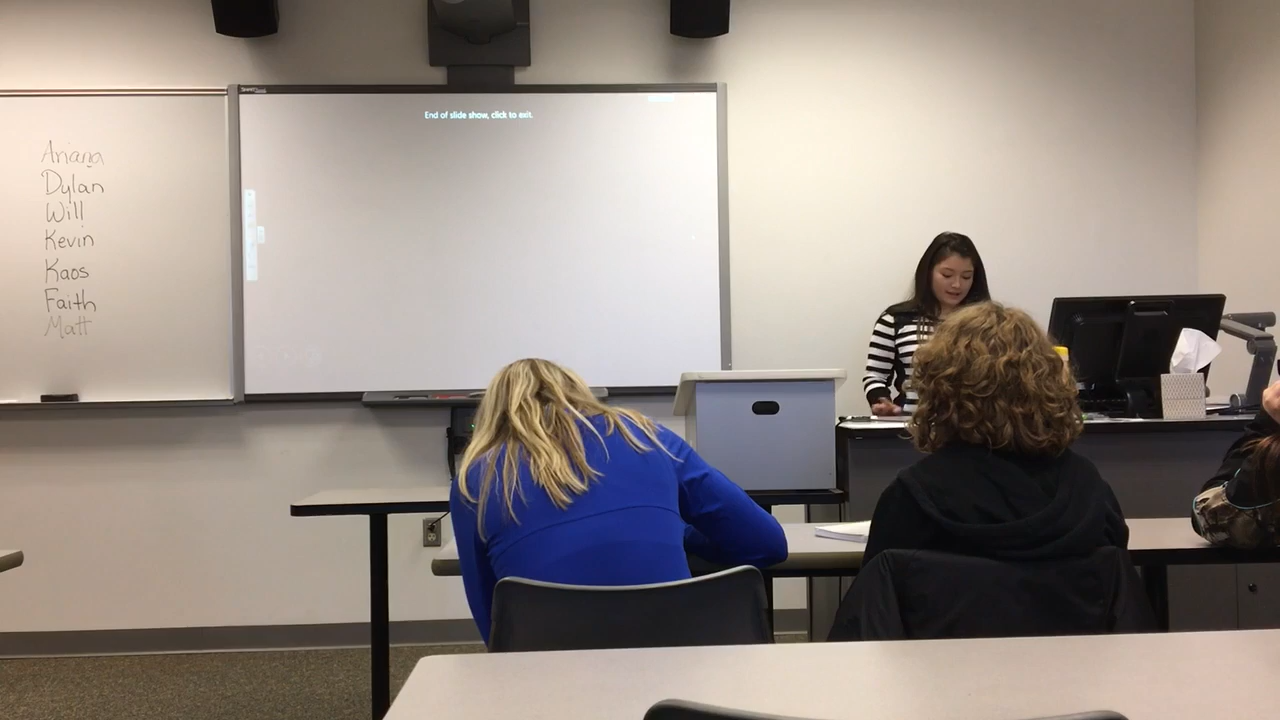 Ariana
Dylan
Will
Kevin
Kaos
Faith
Matt
End of slide show, click to exit.